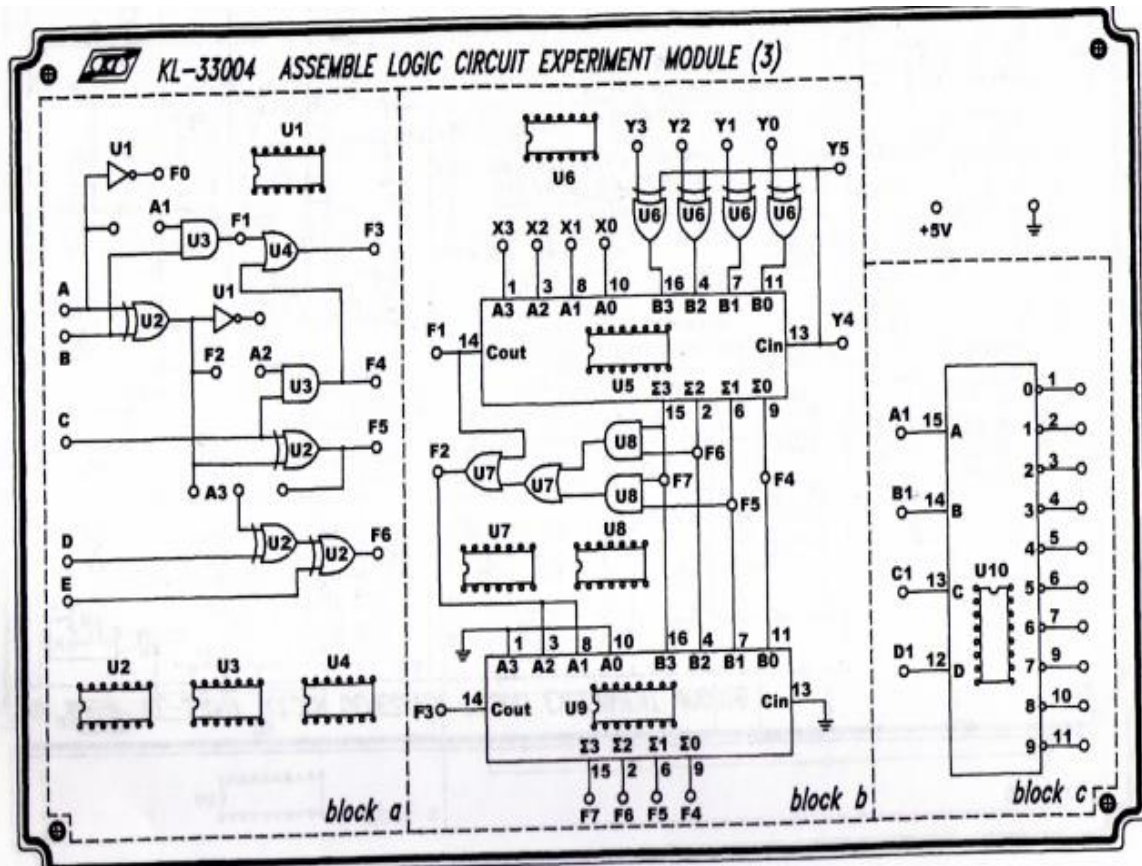 KL-33004 ASSEMBLE LOGIC CIRCUIT EXPERIMENT MODULE (3)
U1
U1
F0
A1
F1
U3
U4
F3
A
U2
U1
B
F2
A2
U3
F4
C
U2
F5
A3
D
U2
U2
F6
E
U2
U3
U4
block a
U6
Y3 Y2 Y1 Y0
Y5
U6 U6 U6 U6
X3 X2 X1 X0
1 3 8 10 16 4 7 11
A3 A2 A1 A0 B3 B2 B1 B0
F1
14 Cout
U5
Cin 13
Y4
Σ3 Σ2 Σ1 Σ0
15 2 6 9
U8
F6
F2
U7
U7
U8
F7
F4
F5
U7
U8
1 3 8 10 16 4 7 11
A3 A2 A1 A0 B3 B2 B1 B0
F3
14 Cout
U9
Cin 13
Σ3 Σ2 Σ1 Σ0
15 2 6 9
F7 F6 F5 F4
block b
+5V
A1 15 A
B1 14 B
C1 13 C
D1 12 D
U10
0 1
1 2
2 3
3 4
4 5
5 6
6 7
7 9
8 10
9 11
block c